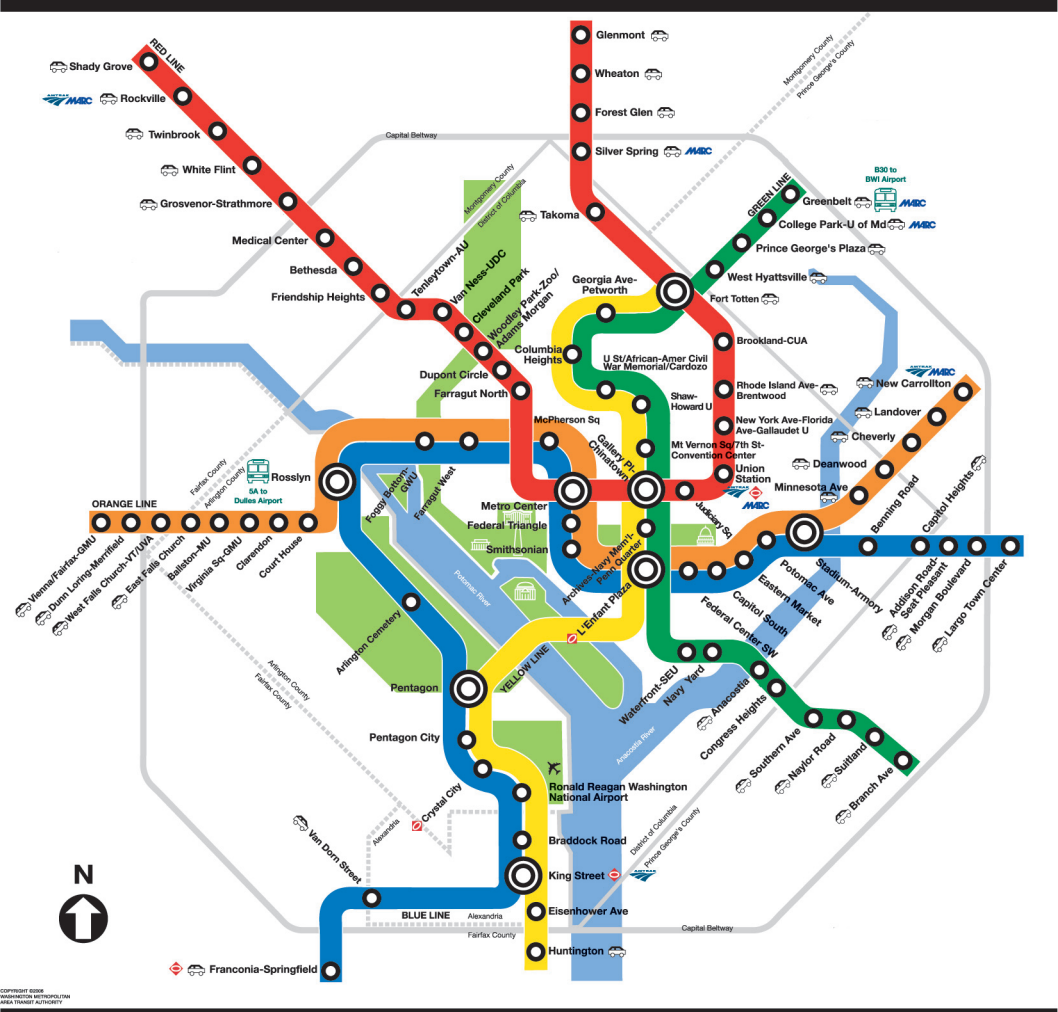 RED LINE
Shady Grove
AMTRAK MARC Rockville
Twinbrook
White Flint
Grosvenor-Strathmore
Medical Center
Bethesda
Friendship Heights
Tenleytown-AU
Van Ness-UDC
Cleveland Park
Woodley Park-Zoo/
Adams Morgan
Dupont Circle
Farragut North
Glenmont
Wheaton
Forest Glen
Silver Spring MARC
Takoma
Montgomery County
Prince George's County
Capital Beltway
Montgomery County
District of Columbia
GREEN LINE
B30 to
BWI Airport
Greenbelt MARC
College Park-U of Md MARC
Prince George's Plaza
West Hyattsville
Fort Totten
Georgia Ave-
Petworth
Columbia
Heights
U St/African-Amer Civil
War Memorial/Cardozo
Shaw-
Howard U
Mt Vernon Sq/7th St-
Convention Center
Brookland-CUA
Rhode Island Ave-
Brentwood
New York Ave-Florida
Ave-Gallaudet U
Union
Station
AMTRAK MARC
Judiciary Sq
Gallery Pl-
Chinatown
McPherson Sq
Metro Center
Federal Triangle
Smithsonian
Foggy Bottom-
GWU
Farragut West
AMTRAK MARC
New Carrollton
Landover
Cheverly
Deanwood
Minnesota Ave
Benning Road
Capitol Heights
Addison Road-
Seat Pleasant
Morgan Boulevard
Largo Town Center
Stadium-Armory
Potomac Ave
Eastern Market
Capitol South
Federal Center SW
Archives-Navy Mem'l-
Penn Quarter
L'Enfant Plaza
Fairfax County
Arlington County
5A to
Dulles Airport
Rosslyn
ORANGE LINE
Vienna/Fairfax-GMU
Dunn Loring-Merrifield
West Falls Church-VT/UVA
East Falls Church
Ballston-MU
Virginia Sq-GMU
Clarendon
Court House
Arlington Cemetery
Potomac River
YELLOW LINE
Pentagon
Pentagon City
Crystal City
Arlington County
Fairfax County
Waterfront-SEU
Navy Yard
Anacostia
Congress Heights
Southern Ave
Naylor Road
Suitland
Branch Ave
Anacostia River
Ronald Reagan Washington
National Airport
Braddock Road
King Street AMTRAK
Eisenhower Ave
Huntington
District of Columbia
Prince George's County
Alexandria
Van Dorn Street
BLUE LINE
Alexandria
Fairfax County
Capital Beltway
Franconia-Springfield
N
COPYRIGHT ©2008
WASHINGTON METROPOLITAN
AREA TRANSIT AUTHORITY